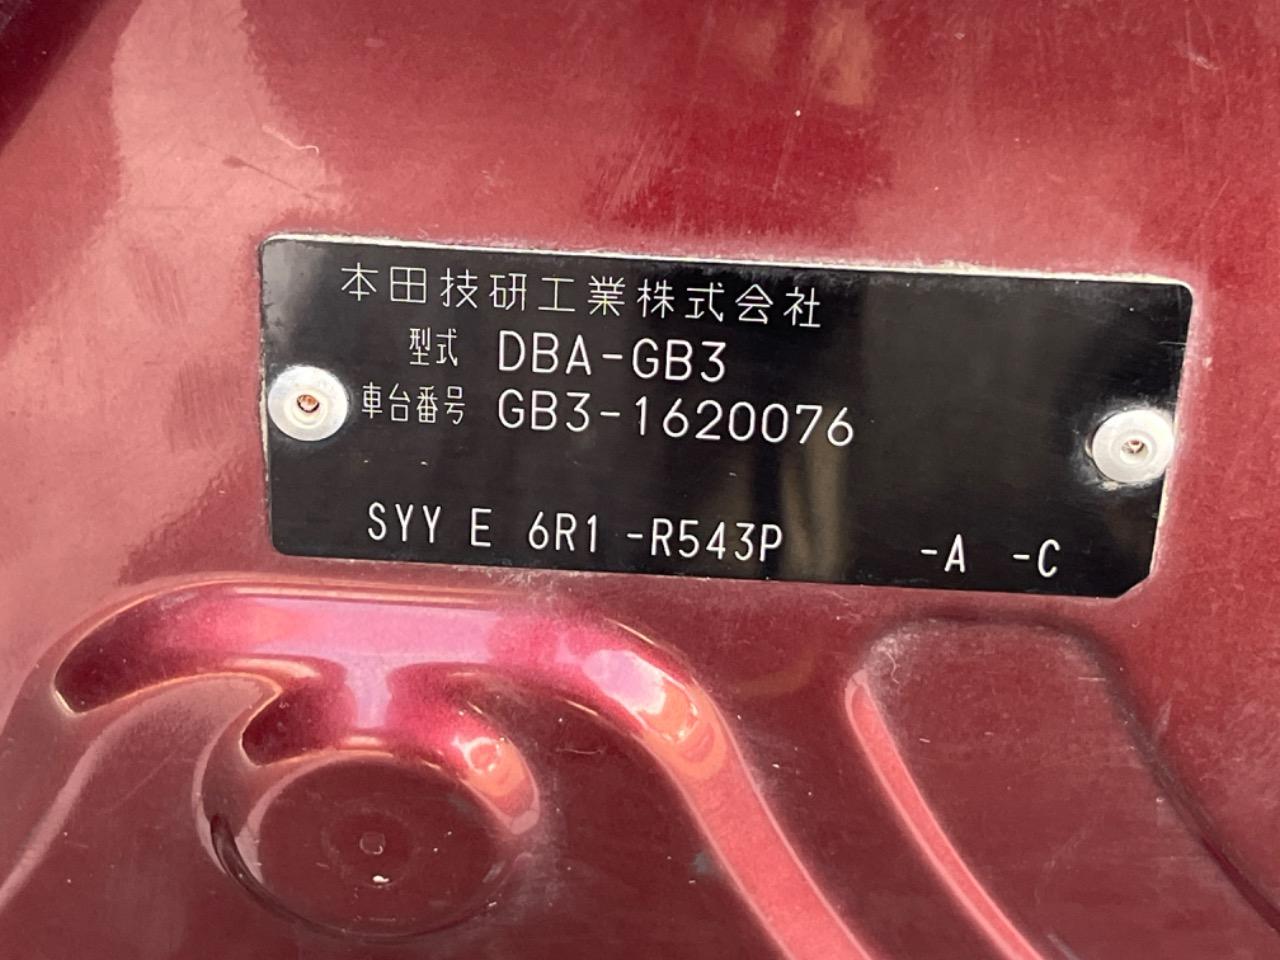 本田技研工業株式会社
型式 DBA-GB3
車台番号 GB3-1620076
SYY E 6R1 -R543P -A -C